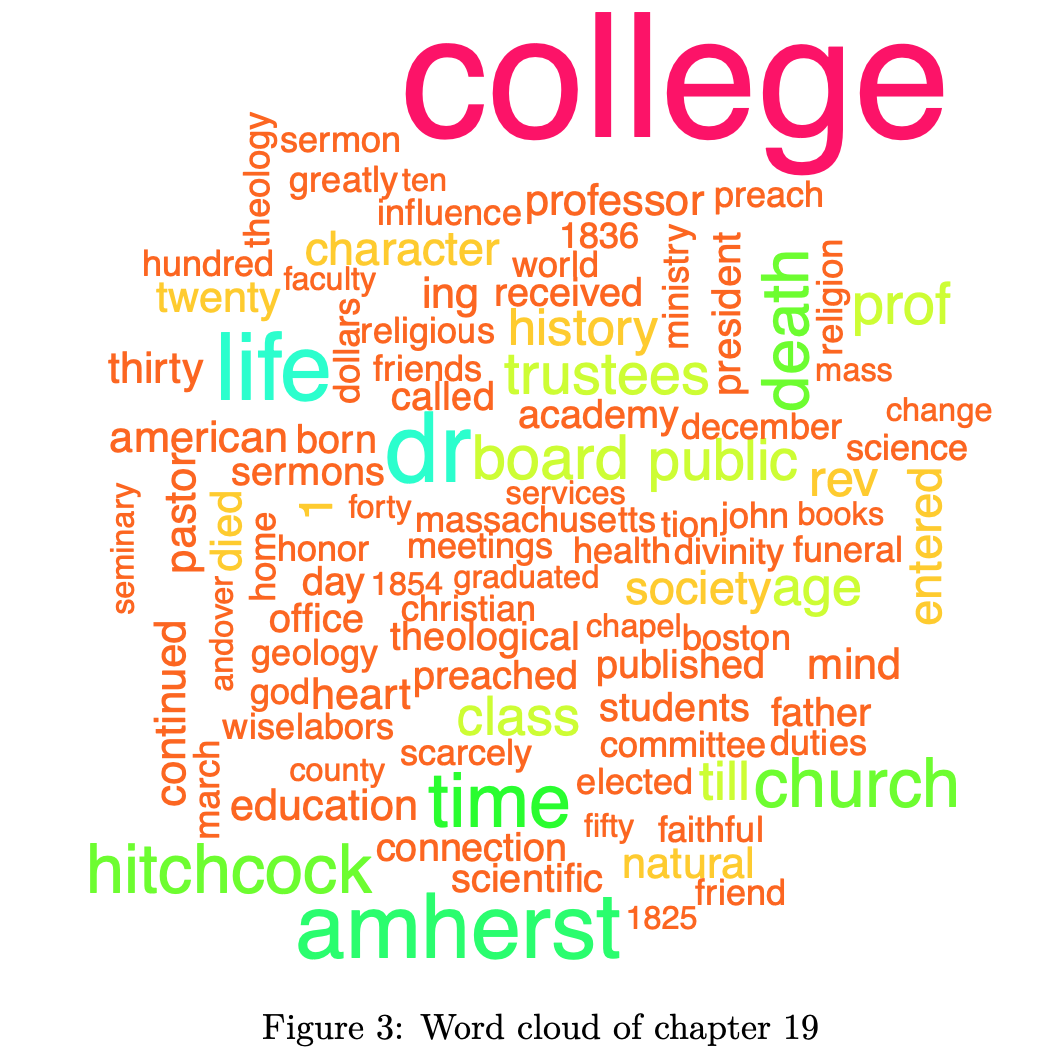 college
theology sermon
greatly ten
influence professor preach
character 1836 ministry president death religion
hundred faculty world
twenty ing received prof
dollars religious history
thirty life friends trustees mass
called academy change
american born dr december science
pastor sermons board public rev
seminary died 1 forty services entered
home massachusetts tion john books
honor meetings health divinity funeral
andover day 1854 graduated society age
office christian
continued geology theological chapel boston
god heart preached published mind
wise labors class students father
march county scarcely committee duties
education time elected till church
fifty faithful
hitchcock connection natural
scientific friend
amherst 1825
Figure 3: Word cloud of chapter 19